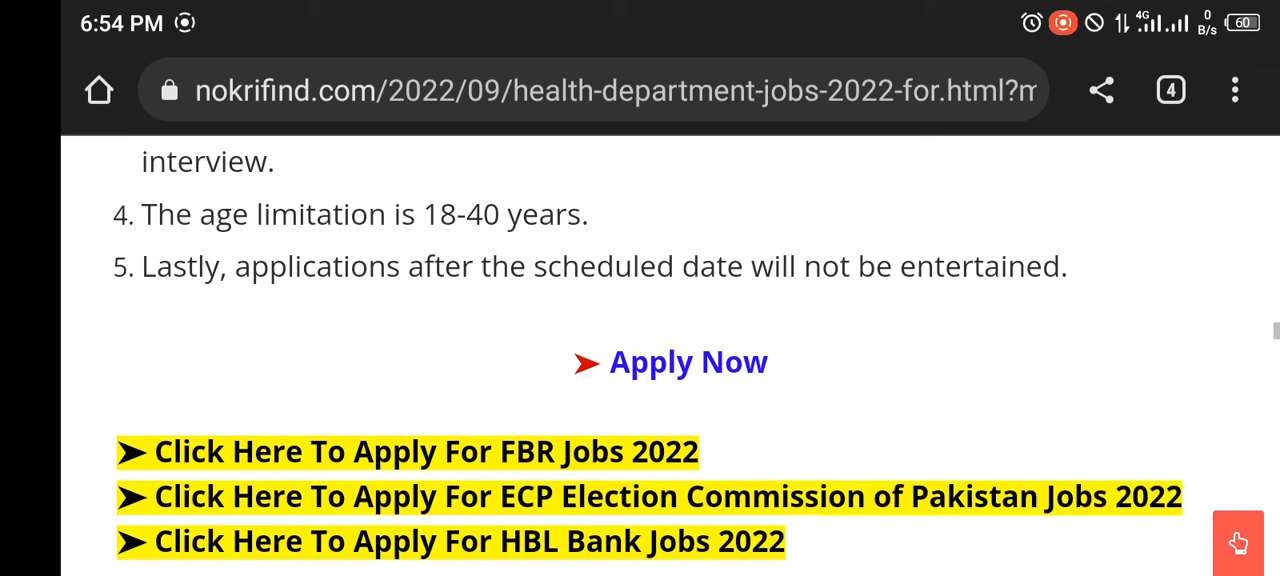 6:54 PM 4G 0 B/s 60
nokrifind.com/2022/09/health-department-jobs-2022-for.html?m 4
interview.
4. The age limitation is 18-40 years.
5. Lastly, applications after the scheduled date will not be entertained.
➤ Apply Now
➤ Click Here To Apply For FBR Jobs 2022
➤ Click Here To Apply For ECP Election Commission of Pakistan Jobs 2022
➤ Click Here To Apply For HBL Bank Jobs 2022